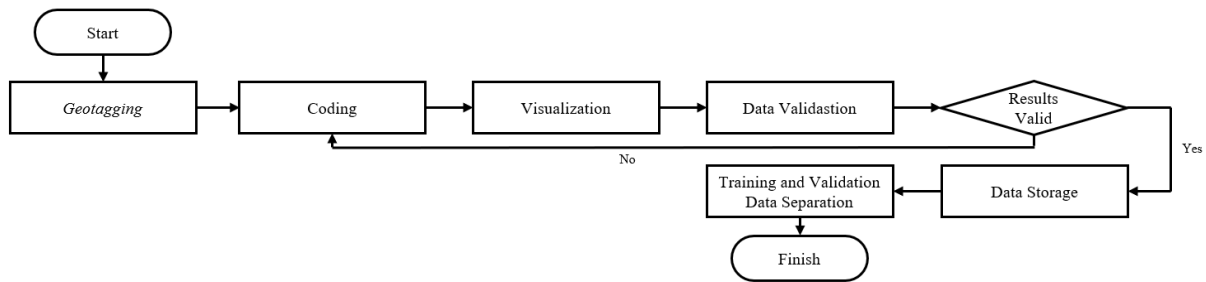 Start
Geotagging
Coding
Visualization
Data Validastion
Results
Valid
No
Yes
Training and Validation
Data Separation
Data Storage
Finish